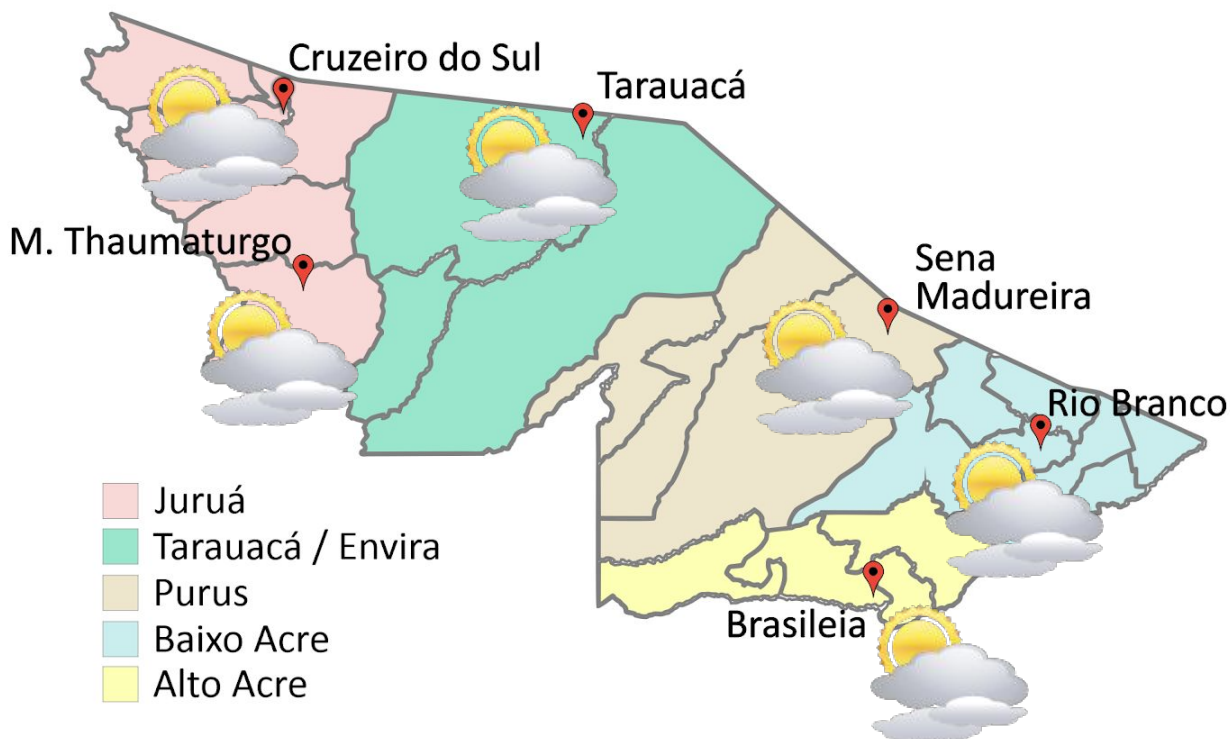 Cruzeiro do Sul
Tarauacá
M. Thaumaturgo
Sena
Madureira
Rio Branco
Brasileia
Juruá
Tarauacá / Envira
Purus
Baixo Acre
Alto Acre